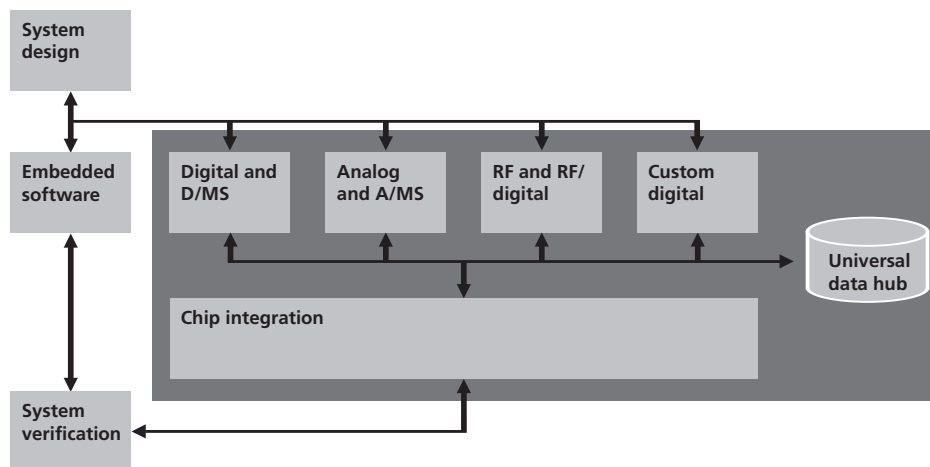 System
design
Embedded
software
Digital and
D/MS
Analog
and A/MS
RF and RF/
digital
Custom
digital
Universal
data hub
Chip integration
System
verification